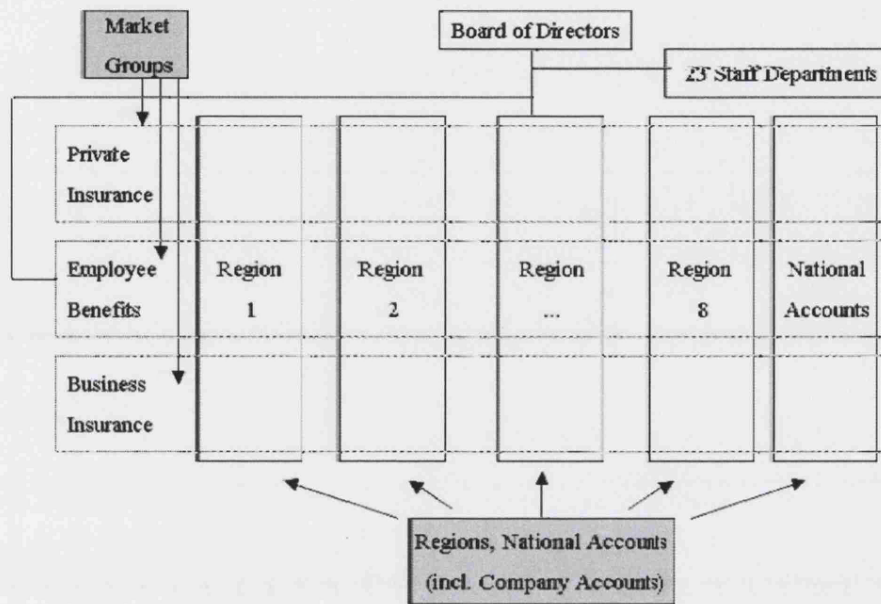 Market
Groups
Board of Directors
23 Staff Departments
Private
Insurance
Employee
Benefits
Region
1
Region
2
Region
...
Region
8
National
Accounts
Business
Insurance
Regions, National Accounts
(incl. Company Accounts)